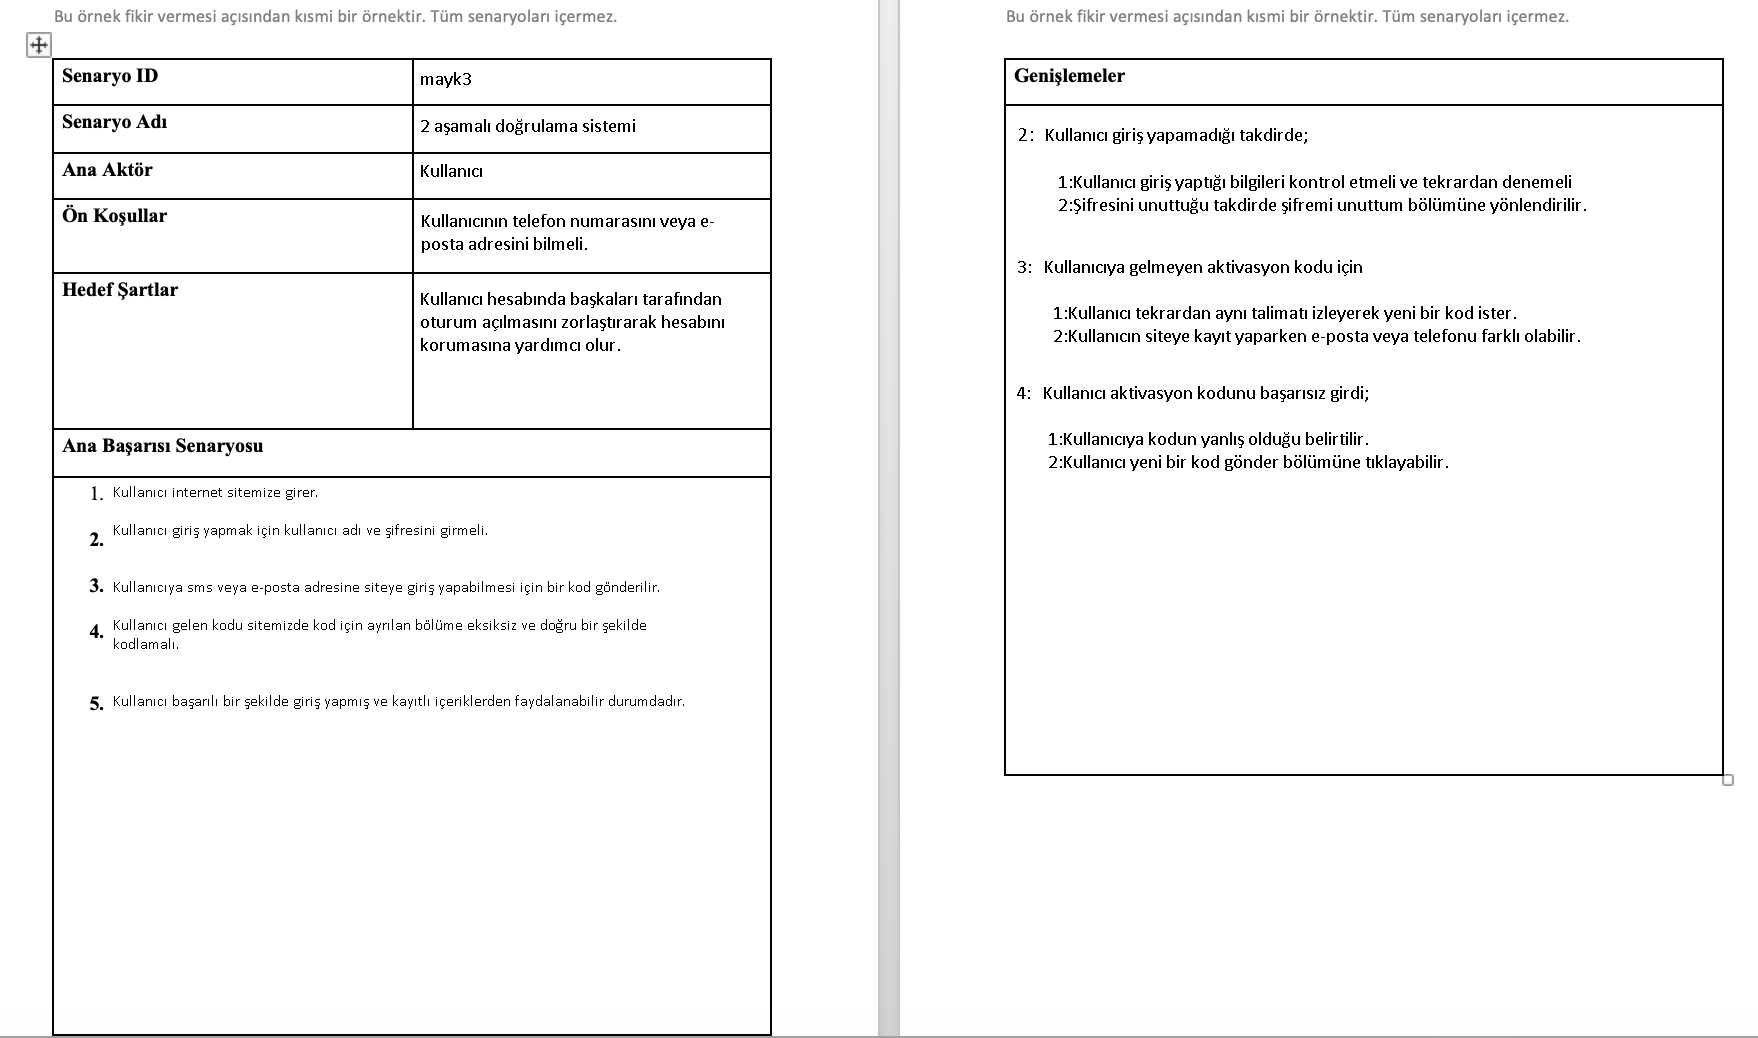 Bu örnek fikir vermesi açısından kısmi bir örnektir. Tüm senaryoları içermez.
Senaryo ID
mayk3
Senaryo Adı
2 aşamalı doğrulama sistemi
Ana Aktör
Kullanıcı
Ön Koşullar
Kullanıcının telefon numarasını veya e-
posta adresini bilmeli.
Hedef Şartlar
Kullanıcı hesabında başkaları tarafından
oturum açılmasını zorlaştırarak hesabını
korumasına yardımcı olur.
Ana Başarısı Senaryosu
1. Kullanıcı internet sitemize girer.
2. Kullanıcı giriş yapmak için kullanıcı adı ve şifresini girmeli.
3. Kullanıcıya sms veya e-posta adresine siteye giriş yapabilmesi için bir kod gönderilir.
4. Kullanıcı gelen kodu sitemizde kod için ayrılan bölüme eksiksiz ve doğru bir şekilde
kodlamalı.
5. Kullanıcı başarılı bir şekilde giriş yapmış ve kayıtlı içeriklerden faydalanabilir durumdadır.
Bu örnek fikir vermesi açısından kısmi bir örnektir. Tüm senaryoları içermez.
Genişlemeler
2: Kullanıcı giriş yapamadığı takdirde;
1:Kullanıcı giriş yaptığı bilgileri kontrol etmeli ve tekrardan denemeli
2:Şifresini unuttuğu takdirde şifremi unuttum bölümüne yönlendirilir.
3: Kullanıcıya gelmeyen aktivasyon kodu için
1:Kullanıcı tekrardan aynı talimatı izleyerek yeni bir kod ister.
2:Kullanıcın siteye kayıt yaparken e-posta veya telefonu farklı olabilir.
4: Kullanıcı aktivasyon kodunu başarısız girdi;
1:Kullanıcıya kodun yanlış olduğu belirtilir.
2:Kullanıcı yeni bir kod gönder bölümüne tıklayabilir.